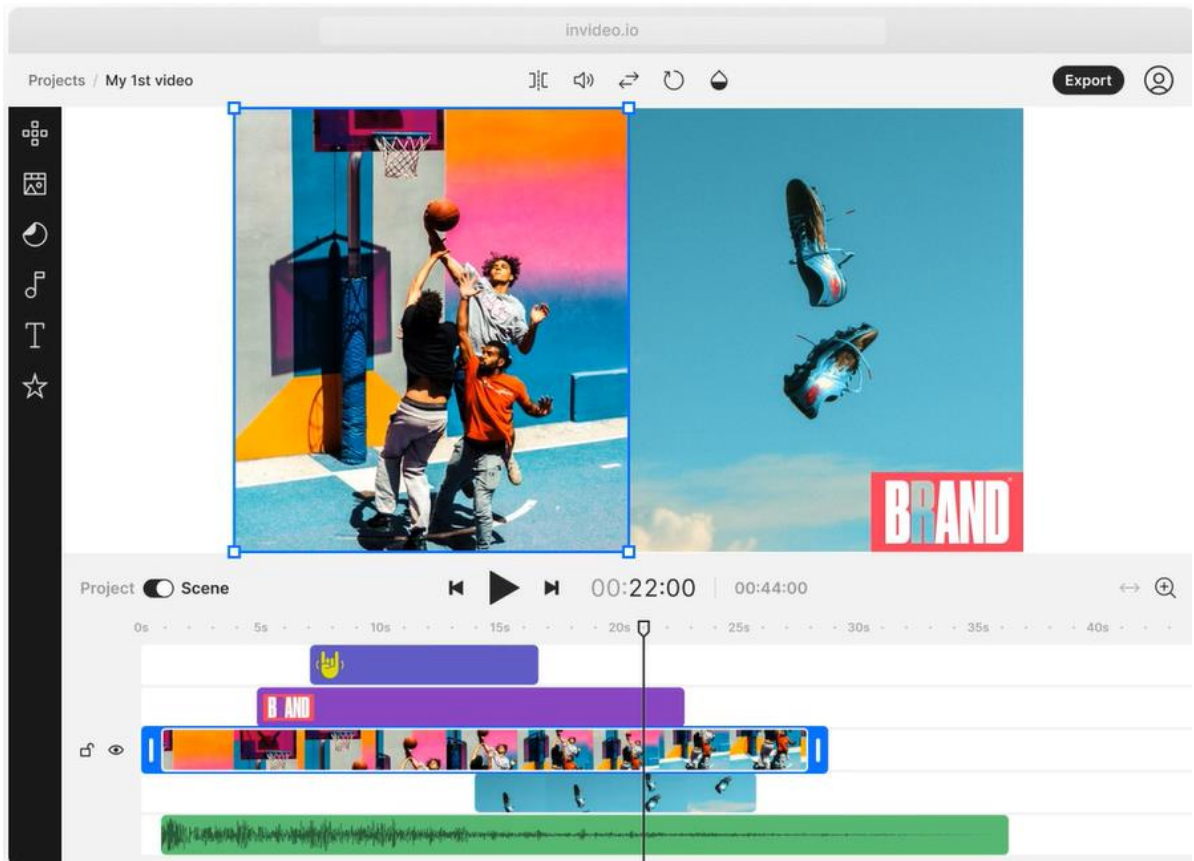 invideo.io
Projects / My 1st video
Export
BRAND
Project Scene 00:22:00 00:44:00
0s 5s 10s 15s 20s 25s 30s 35s 40s
BRAND